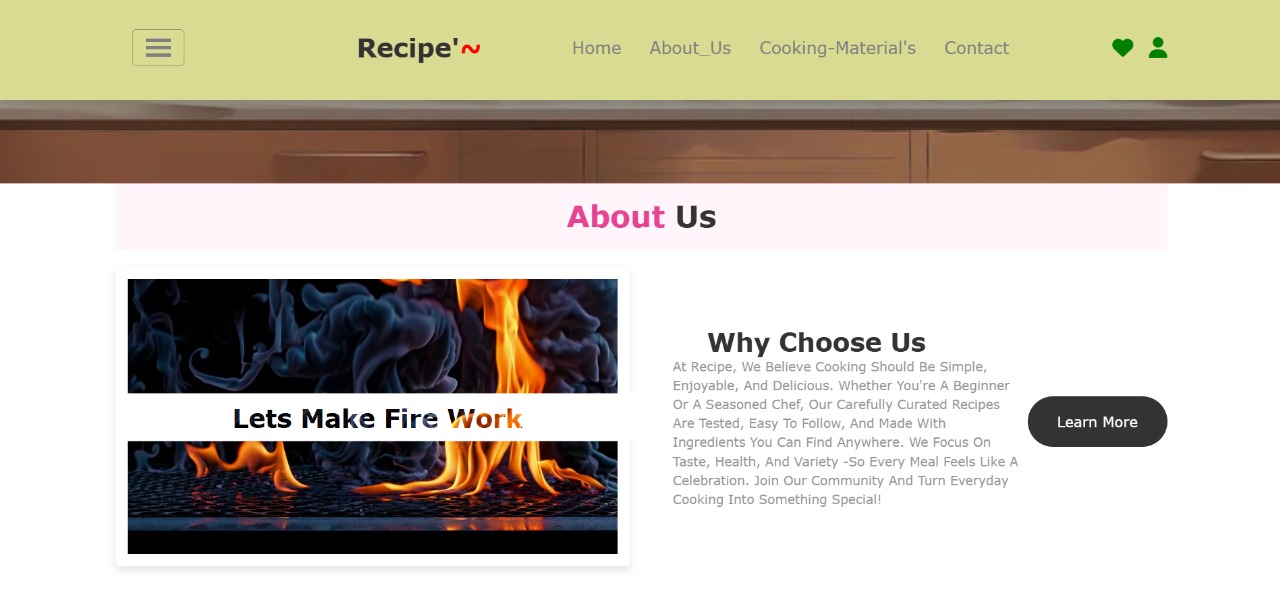 Recipe'~
Home About_Us Cooking-Material's Contact
About Us
Lets Make Fire Work
Why Choose Us
At Recipe, We Believe Cooking Should Be Simple,
Enjoyable, And Delicious. Whether You're A Beginner
Or A Seasoned Chef, Our Carefully Curated Recipes
Are Tested, Easy To Follow, And Made With
Ingredients You Can Find Anywhere. We Focus On
Taste, Health, And Variety -So Every Meal Feels Like A
Celebration. Join Our Community And Turn Everyday
Cooking Into Something Special!
Learn More